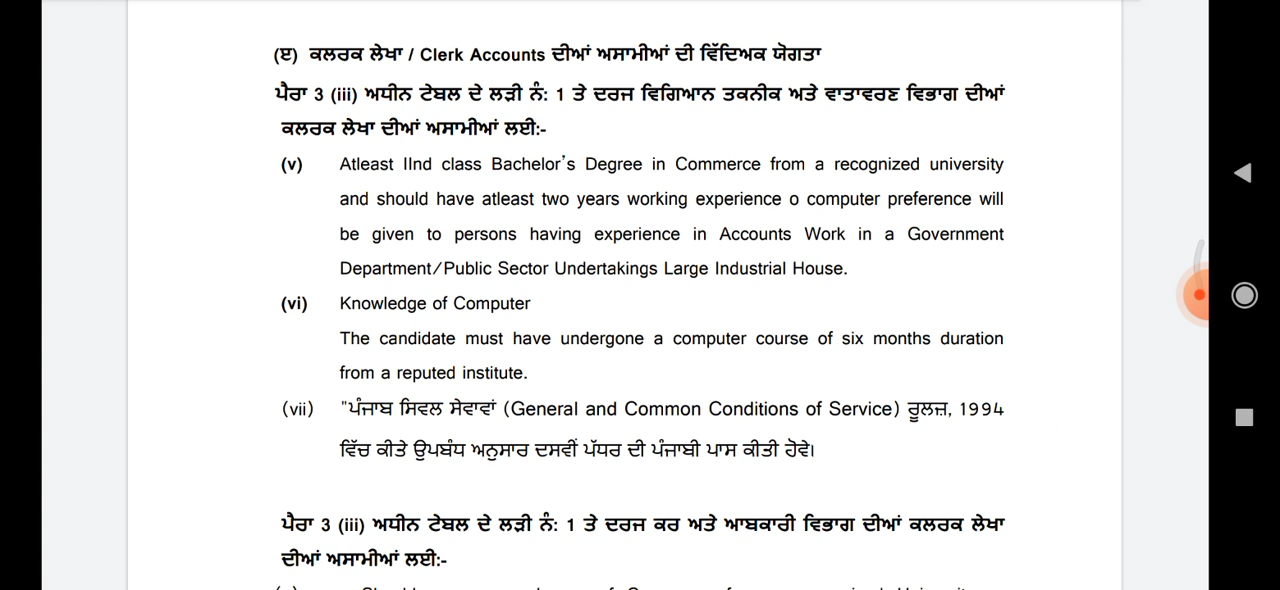 (ੲ) ਕਲਰਕ ਲੇਖਾ / Clerk Accounts ਦੀਆਂ ਅਸਾਮੀਆਂ ਦੀ ਵਿੱਦਿਅਕ ਯੋਗਤਾ
ਪੈਰਾ 3 (iii) ਅਧੀਨ ਟੇਬਲ ਦੇ ਲੜੀ ਨੰ: 1 ਤੇ ਦਰਜ ਵਿਗਿਆਨ ਤਕਨੀਕ ਅਤੇ ਵਾਤਾਵਰਣ ਵਿਭਾਗ ਦੀਆਂ
ਕਲਰਕ ਲੇਖਾ ਦੀਆਂ ਅਸਾਮੀਆਂ ਲਈ:-
(v) Atleast IInd class Bachelor's Degree in Commerce from a recognized university
and should have atleast two years working experience o computer preference will
be given to persons having experience in Accounts Work in a Government
Department/Public Sector Undertakings Large Industrial House.
(vi) Knowledge of Computer
The candidate must have undergone a computer course of six months duration
from a reputed institute.
(vii) "ਪੰਜਾਬ ਸਿਵਲ ਸੇਵਾਵਾਂ (General and Common Conditions of Service) ਰੂਲਜ਼, 1994
ਵਿੱਚ ਕੀਤੇ ਉਪਬੰਧ ਅਨੁਸਾਰ ਦਸਵੀਂ ਪੱਧਰ ਦੀ ਪੰਜਾਬੀ ਪਾਸ ਕੀਤੀ ਹੋਵੇ।
ਪੈਰਾ 3 (iii) ਅਧੀਨ ਟੇਬਲ ਦੇ ਲੜੀ ਨੰ: 1 ਤੇ ਦਰਜ ਕਰ ਅਤੇ ਆਬਕਾਰੀ ਵਿਭਾਗ ਦੀਆਂ ਕਲਰਕ ਲੇਖਾ
ਦੀਆਂ ਅਸਾਮੀਆਂ ਲਈ:-